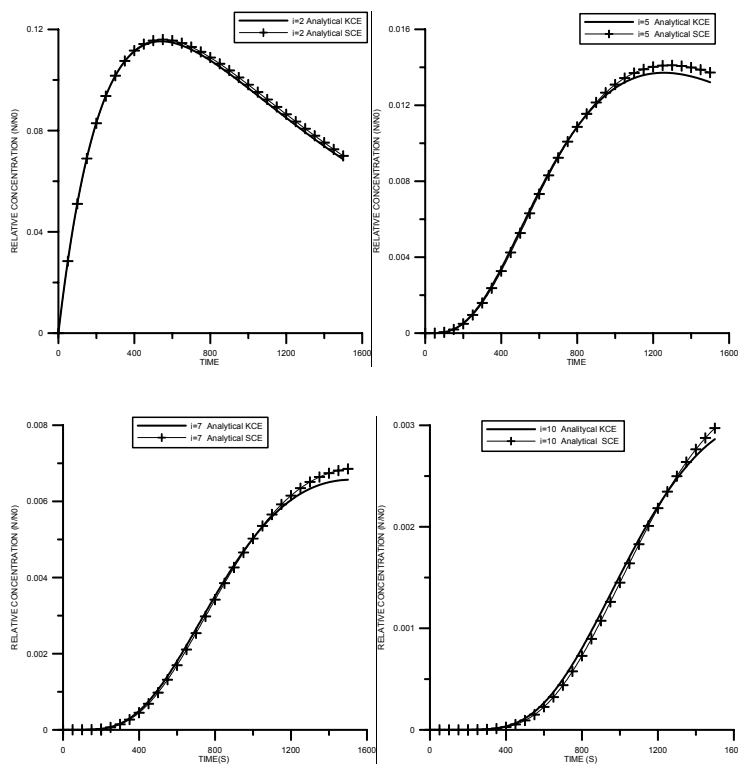 i=2 Analytical KCE
i=2 Analytical SCE
0.12
0.08
0.04
0
RELATIVE CONCENTRATION (N/N0)
0 400 800 1200 1600
TIME
i=5 Analytical KCE
i=5 Analytical SCE
0.016
0.012
0.008
0.004
0
RELATIVE CONCENTRATION (N/N0)
0 400 800 1200 1600
TIME
i=7 Analytical KCE
i=7 Analytical SCE
0.008
0.006
0.004
0.002
0
RELATIVE CONCENTRATION (N/N0)
0 400 800 1200 1600
TIME(S)
i=10 Analitycal KCE
i=10 Analytical SCE
0.003
0.002
0.001
0
RELATIVE CONCENTRATION (N/N0)
0 400 800 1200 160
TIME (S)